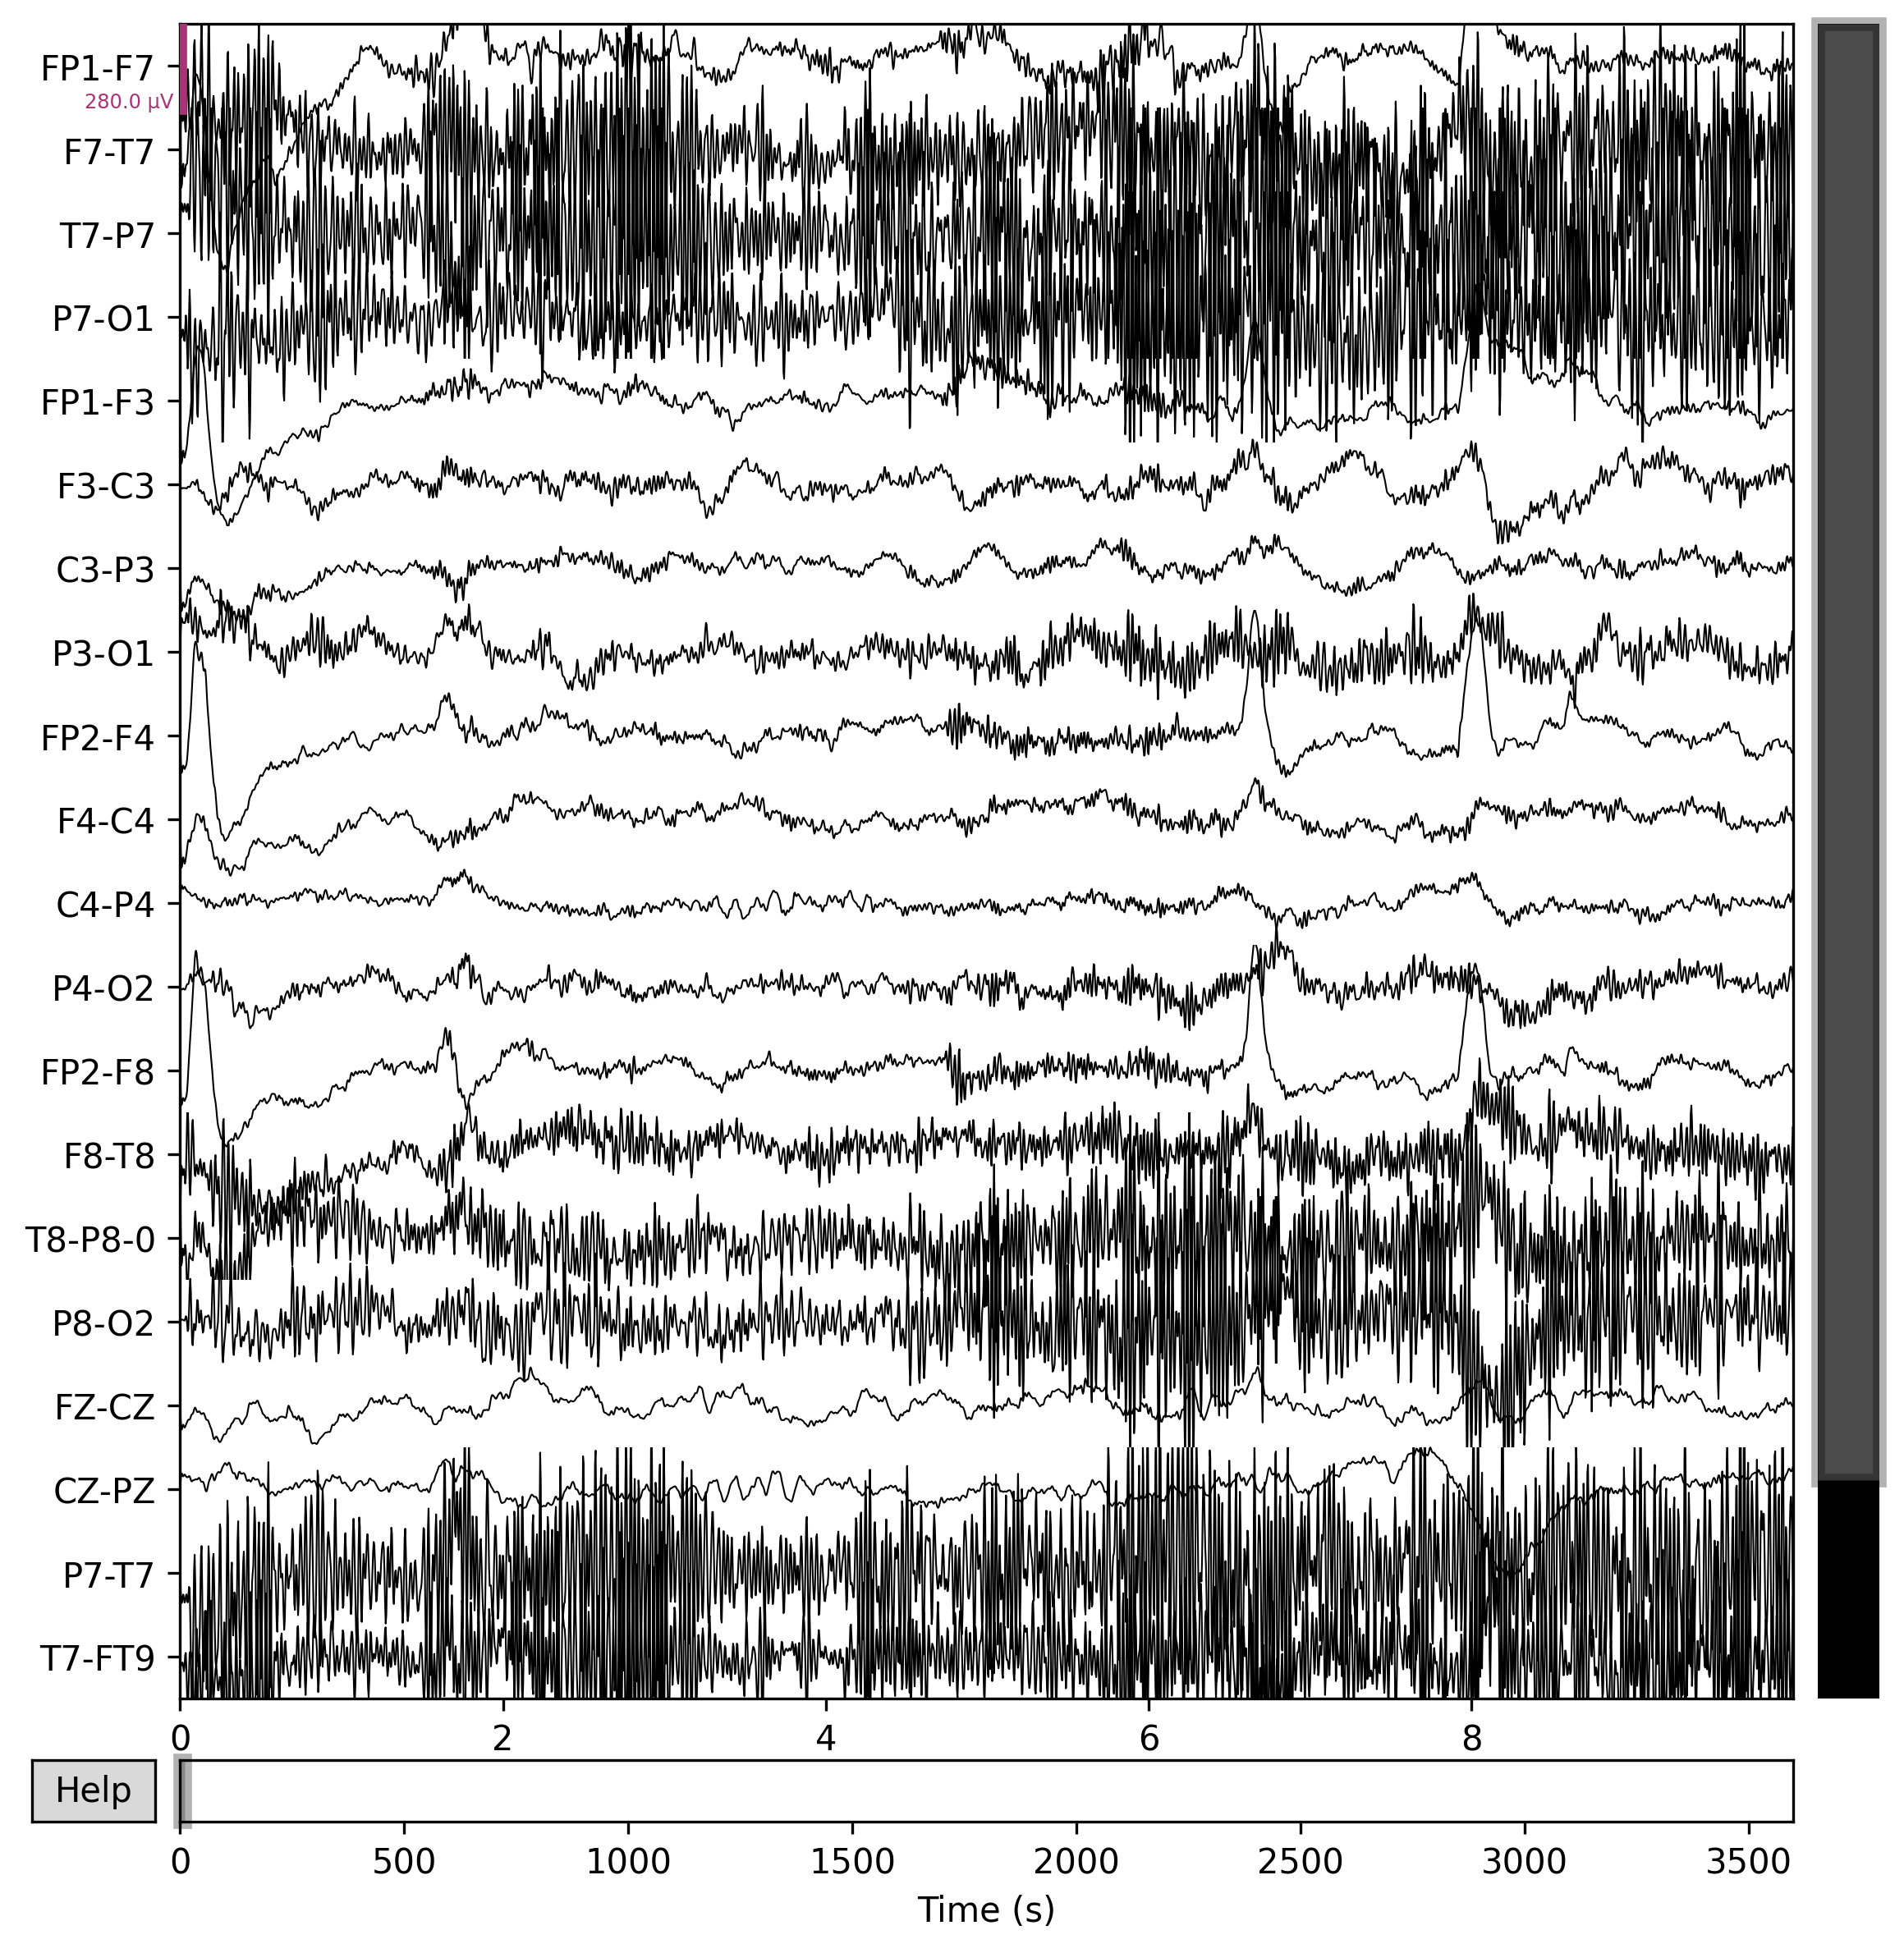 FP1-F7
280.0 µV
F7-T7
T7-P7
P7-O1
FP1-F3
F3-C3
C3-P3
P3-O1
FP2-F4
F4-C4
C4-P4
P4-O2
FP2-F8
F8-T8
T8-P8-0
P8-O2
FZ-CZ
CZ-PZ
P7-T7
T7-FT9
0 2 4 6 8
Help
0 500 1000 1500 2000 2500 3000 3500
Time (s)